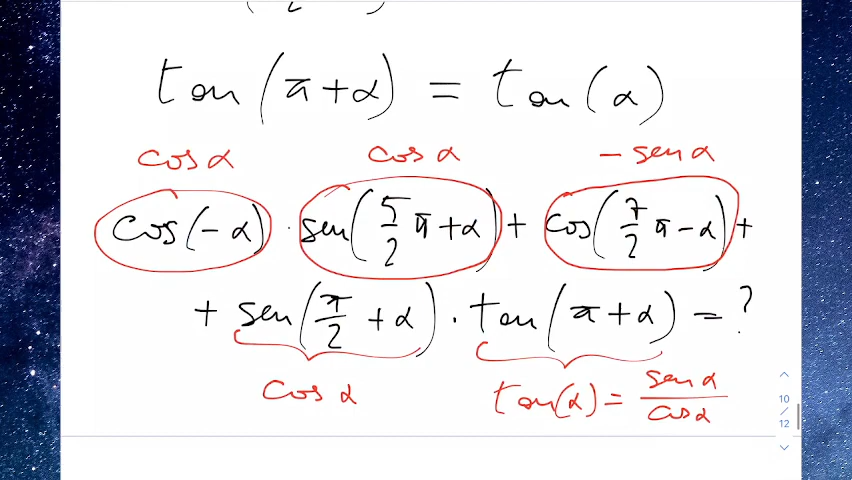 tan(π+α) = tan(α)
cos α cos α - sen α
cos(-α) · sen(5/2 π+α) + cos(7/2 π-α) +
+ sen(π/2 +α) · tan(π+α) = ?
cos α tan(α) = sen α / cos α
10
/
12